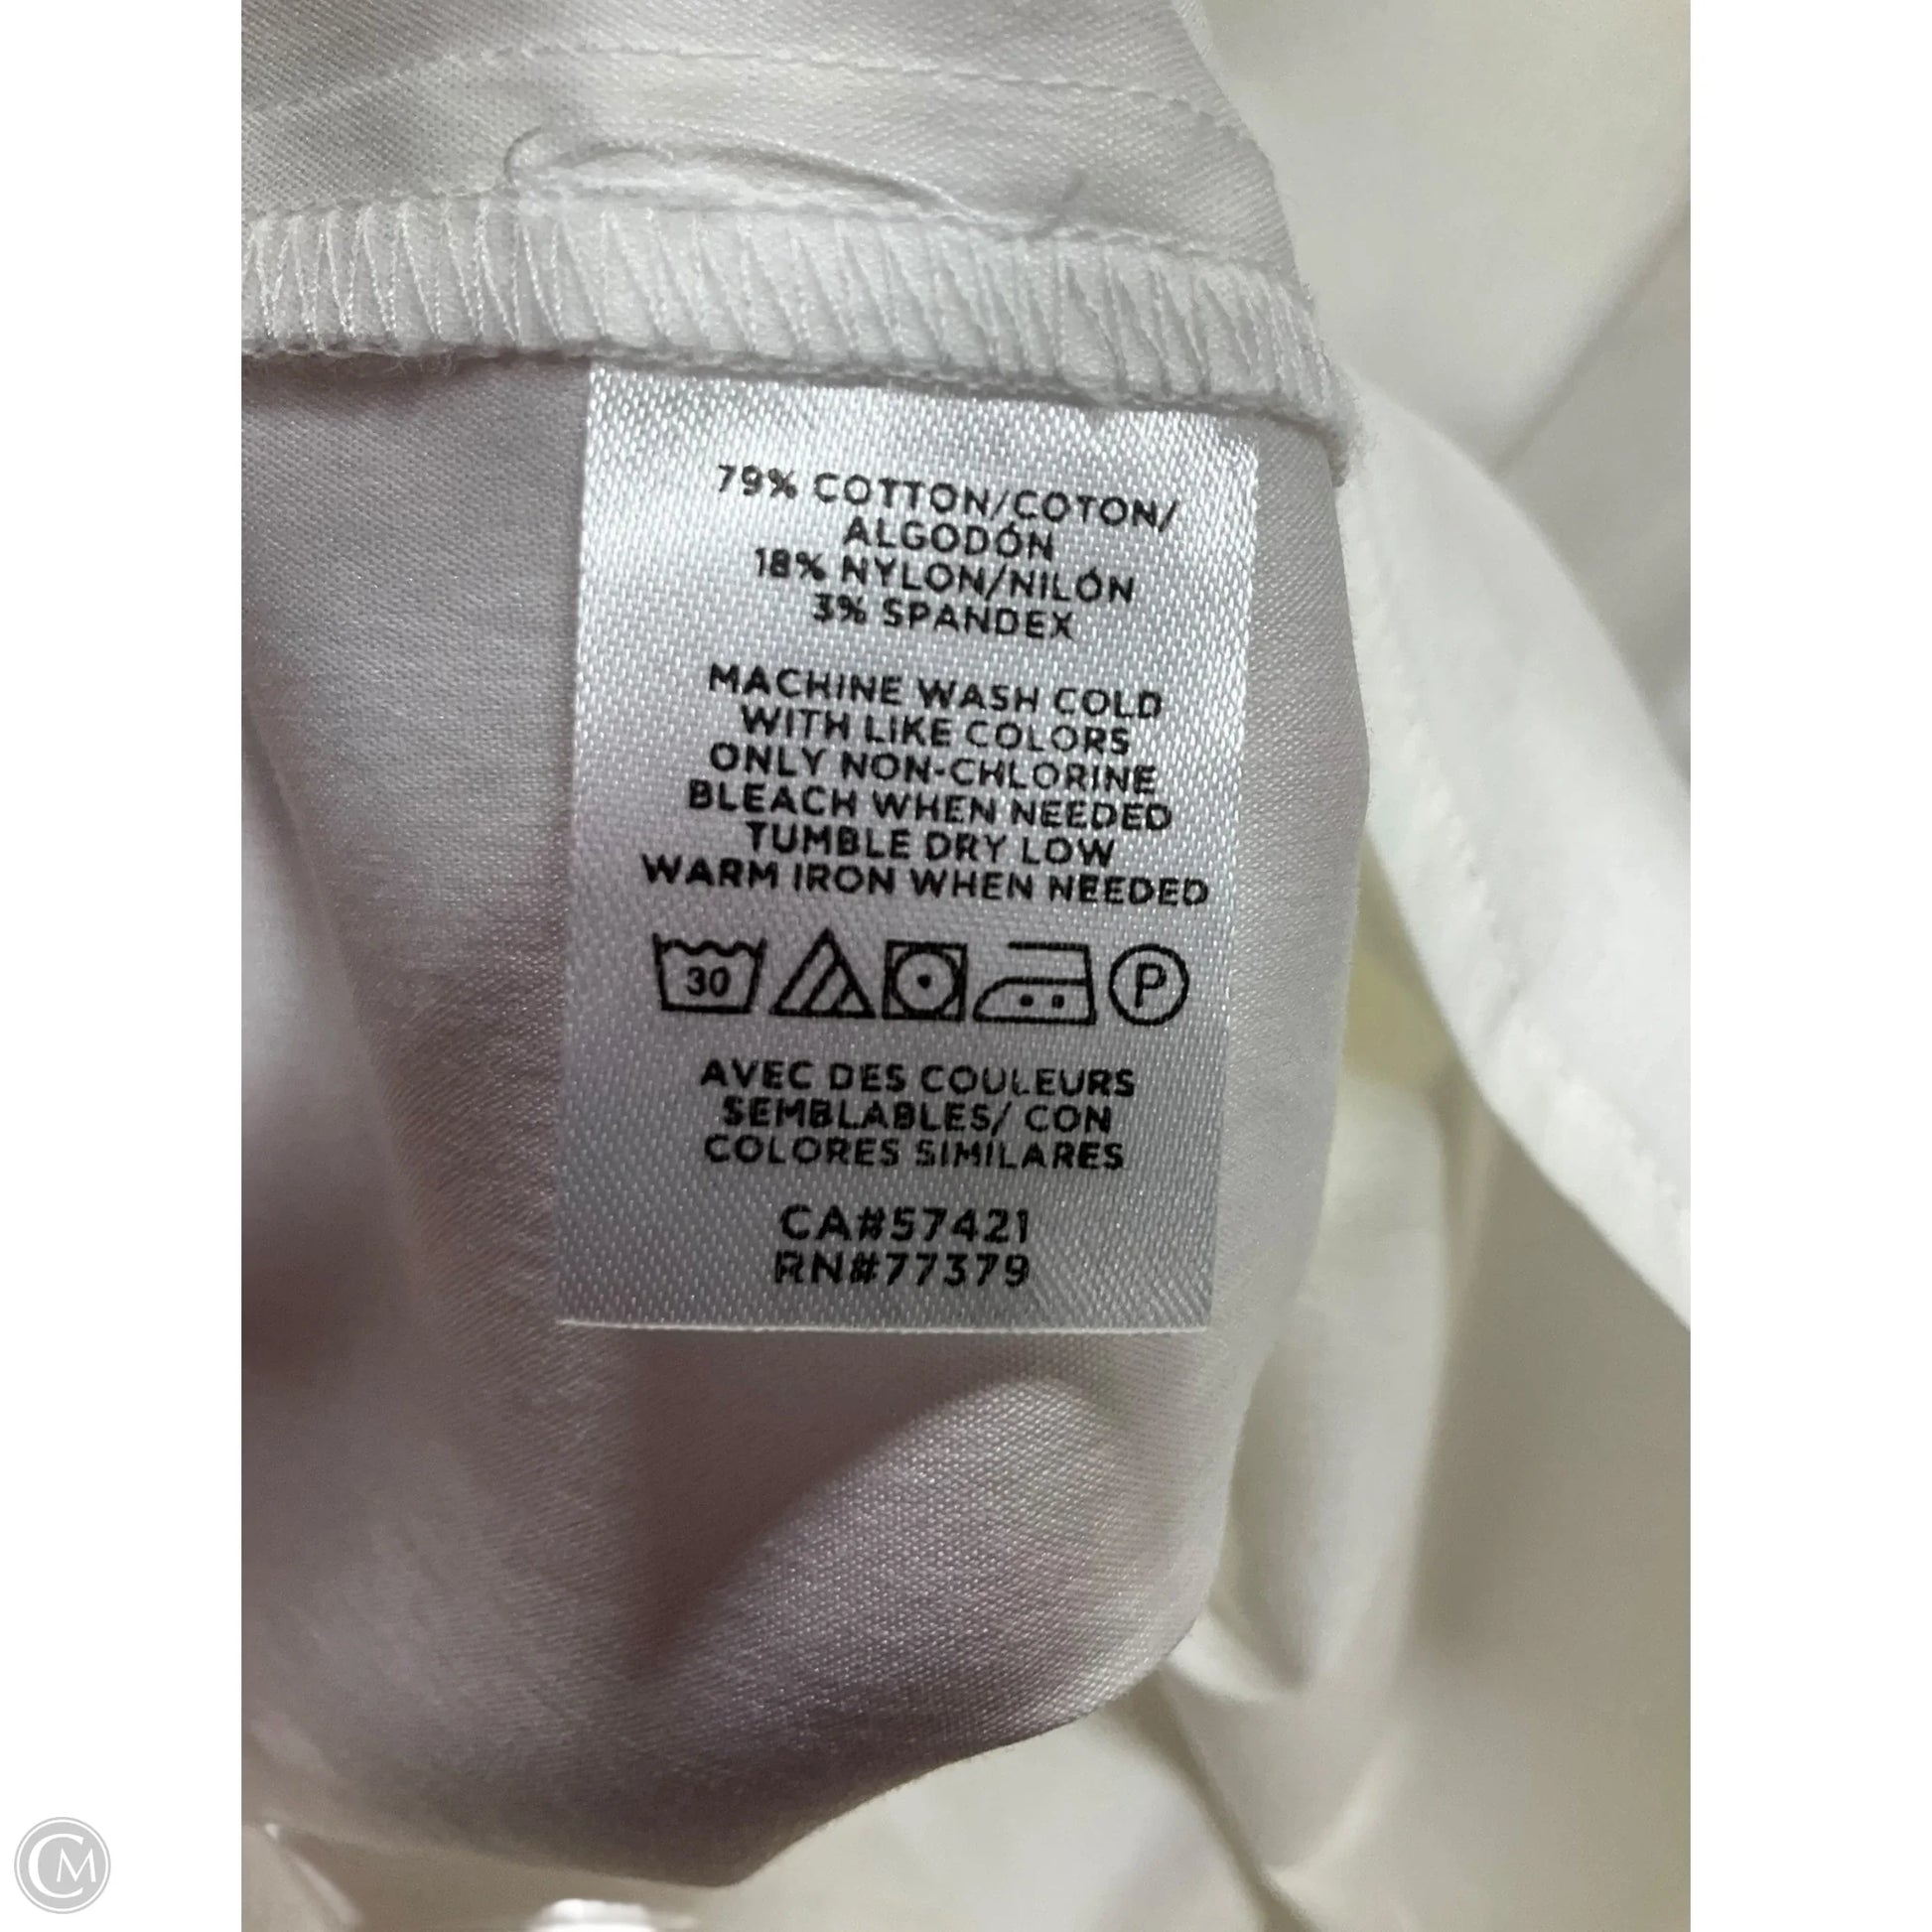 79% COTTON/COTON/
ALGODÓN
18% NYLON/NILÓN
3% SPANDEX
MACHINE WASH COLD
WITH LIKE COLORS
ONLY NON-CHLORINE
BLEACH WHEN NEEDED
TUMBLE DRY LOW
WARM IRON WHEN NEEDED
30 P
AVEC DES COULEURS
SEMBLABLES/ CON
COLORES SIMILARES
CA#57421
RN#77379
CM